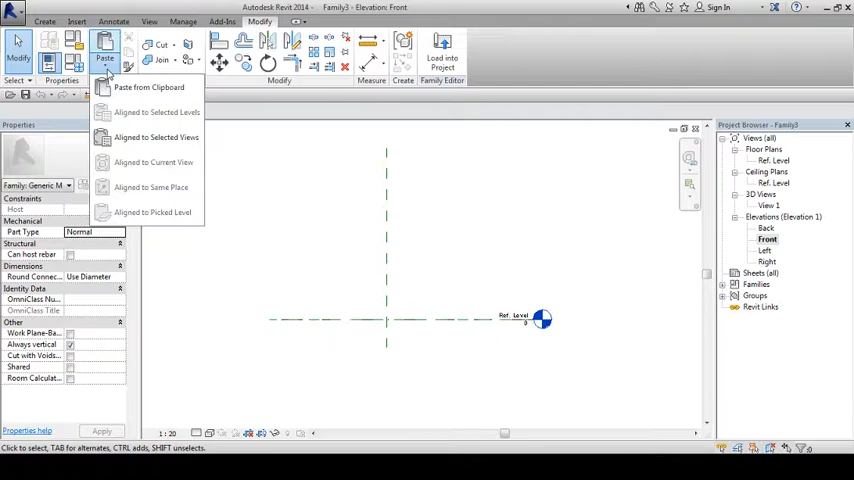 Autodesk Revit 2014 - Family3 - Elevation: Front
Sign In
Create Insert Annotate View Manage Add-Ins Modify
Modify
Paste
Cut
Join
Load into
Project
Select Properties Modify Measure Create Family Editor
Paste from Clipboard
Aligned to Selected Levels
Aligned to Selected Views
Aligned to Current View
Aligned to Same Place
Aligned to Picked Level
Properties
Family: Generic M
Constraints
Host
Mechanical
Part Type Normal
Structural
Can host rebar
Dimensions
Round Connec... Use Diameter
Identity Data
OmniClass Nu...
OmniClass Title
Other
Work Plane-Ba...
Always vertical
Cut with Voids...
Shared
Room Calculat...
Properties help
Apply
Ref. Level
0
Project Browser - Family3
Views (all)
Floor Plans
Ref. Level
Ceiling Plans
Ref. Level
3D Views
View 1
Elevations (Elevation 1)
Back
Front
Left
Right
Sheets (all)
Families
Groups
Revit Links
1 : 20
Click to select, TAB for alternates, CTRL adds, SHIFT unselects.
:0